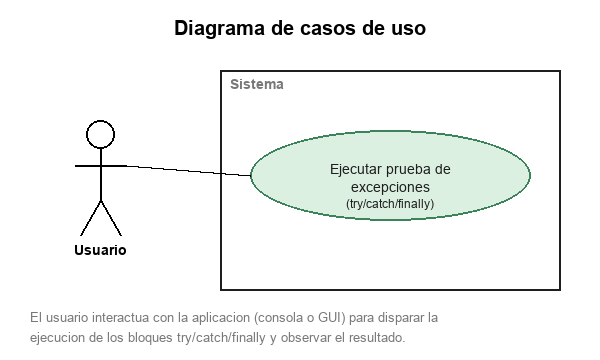 Diagrama de casos de uso
Sistema
Ejecutar prueba de
excepciones
(try/catch/finally)
Usuario
El usuario interactua con la aplicacion (consola o GUI) para disparar la
ejecucion de los bloques try/catch/finally y observar el resultado.